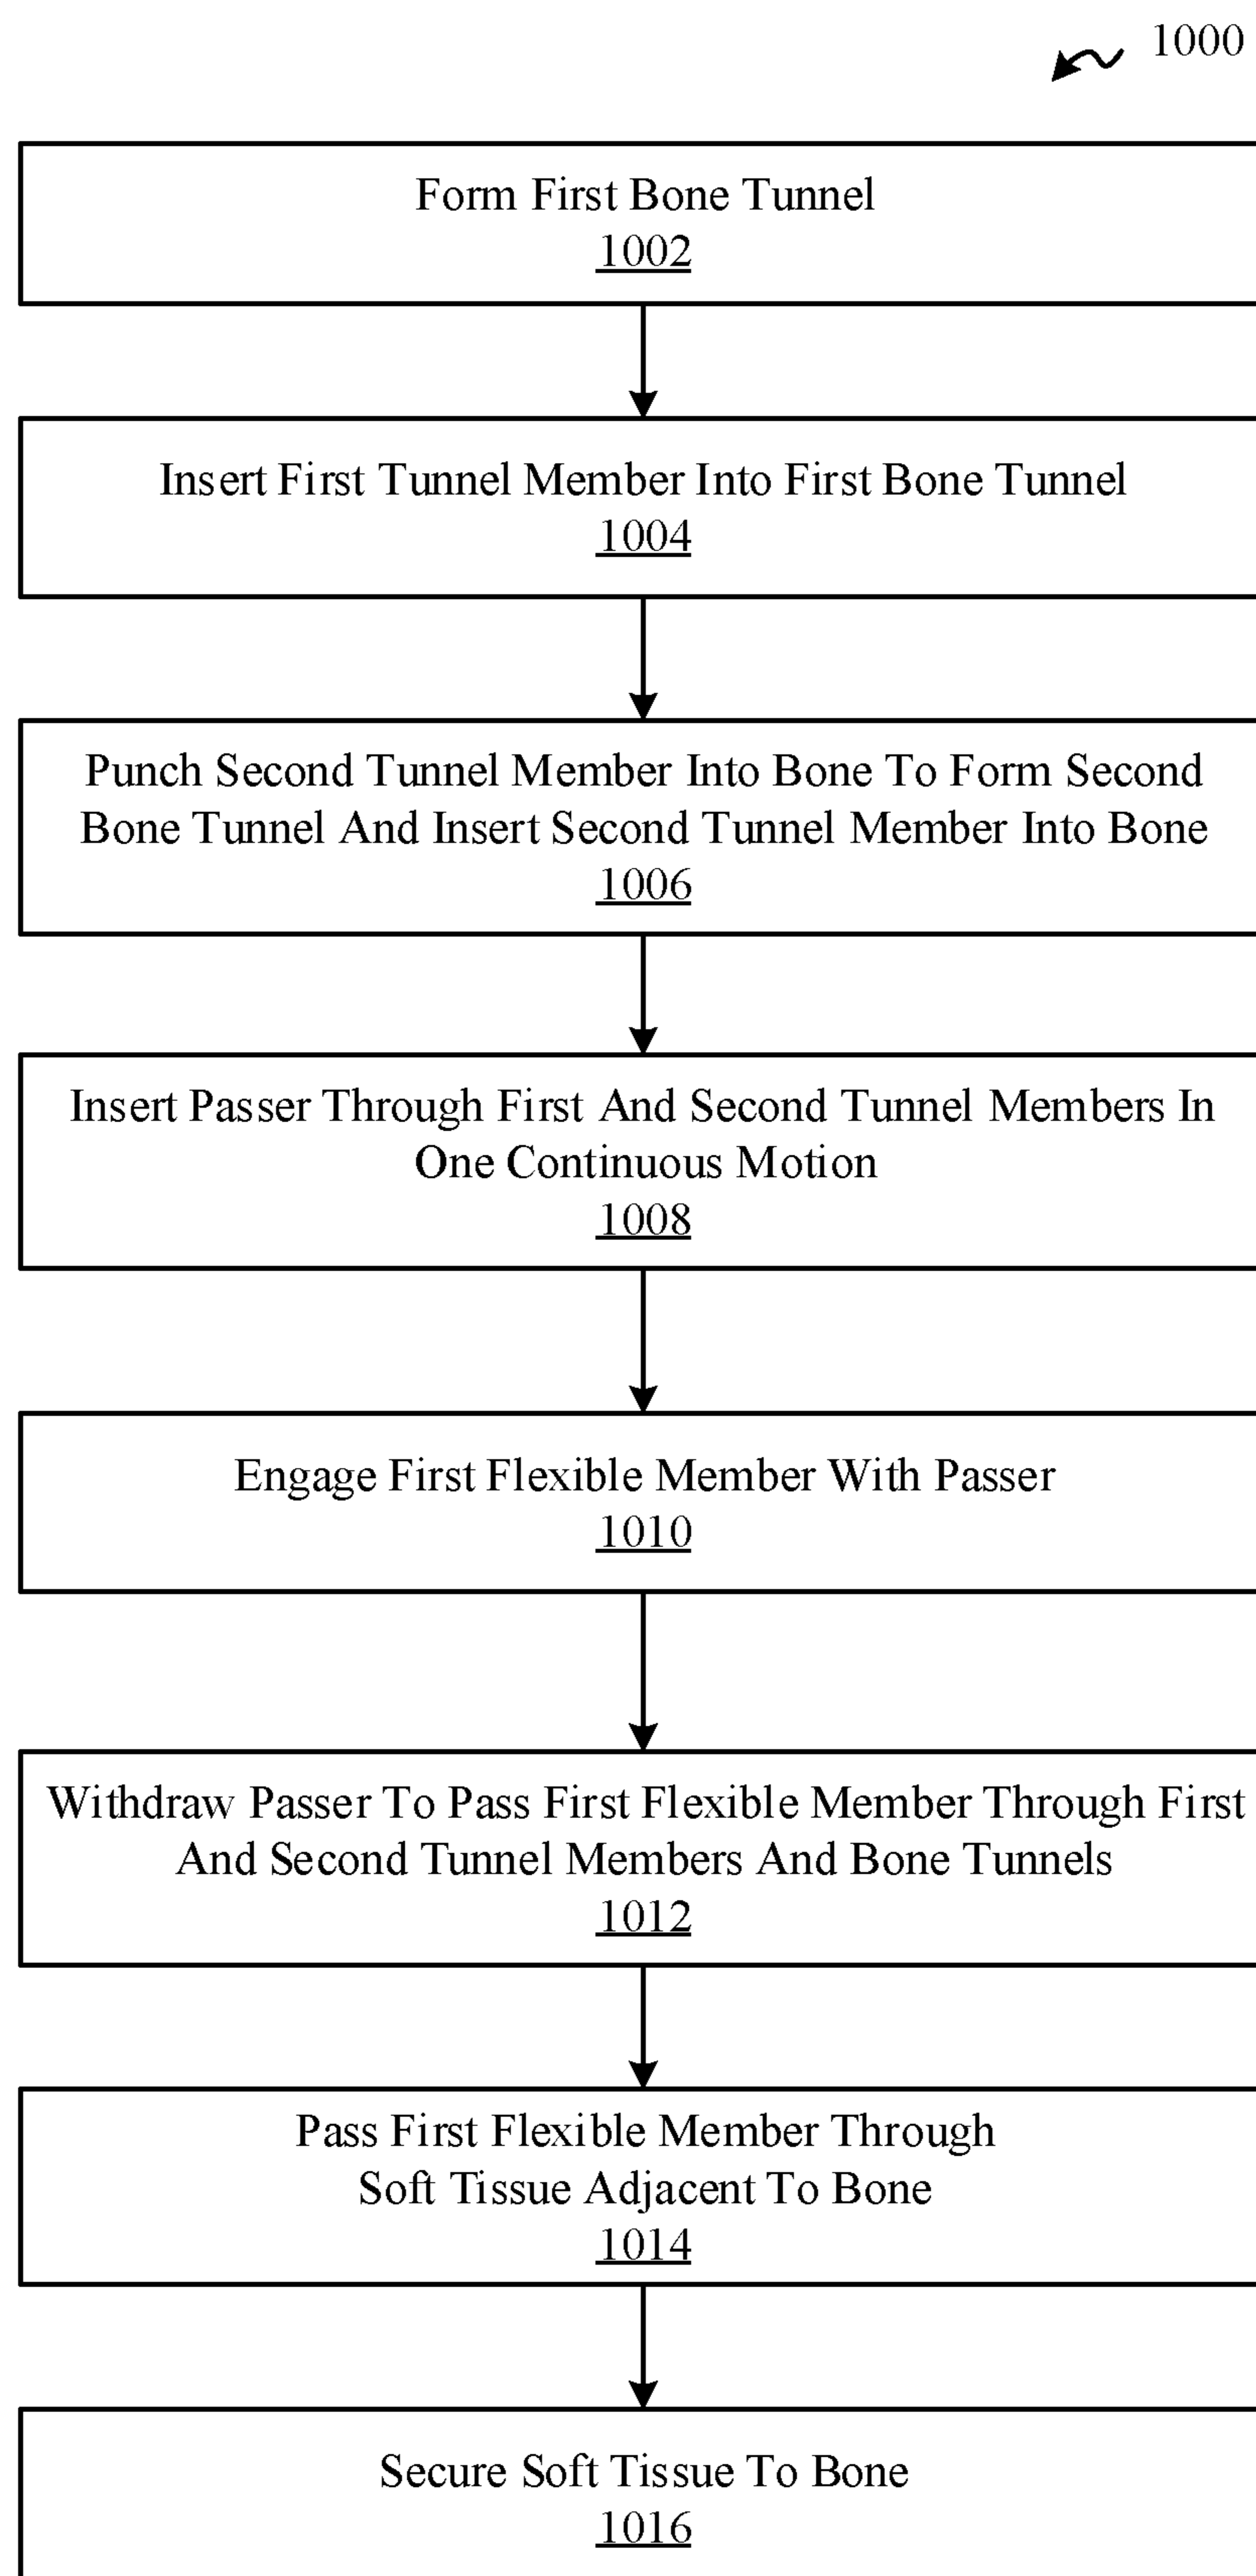 1000
Form First Bone Tunnel
1002
Insert First Tunnel Member Into First Bone Tunnel
1004
Punch Second Tunnel Member Into Bone To Form Second
Bone Tunnel And Insert Second Tunnel Member Into Bone
1006
Insert Passer Through First And Second Tunnel Members In
One Continuous Motion
1008
Engage First Flexible Member With Passer
1010
Withdraw Passer To Pass First Flexible Member Through First
And Second Tunnel Members And Bone Tunnels
1012
Pass First Flexible Member Through
Soft Tissue Adjacent To Bone
1014
Secure Soft Tissue To Bone
1016